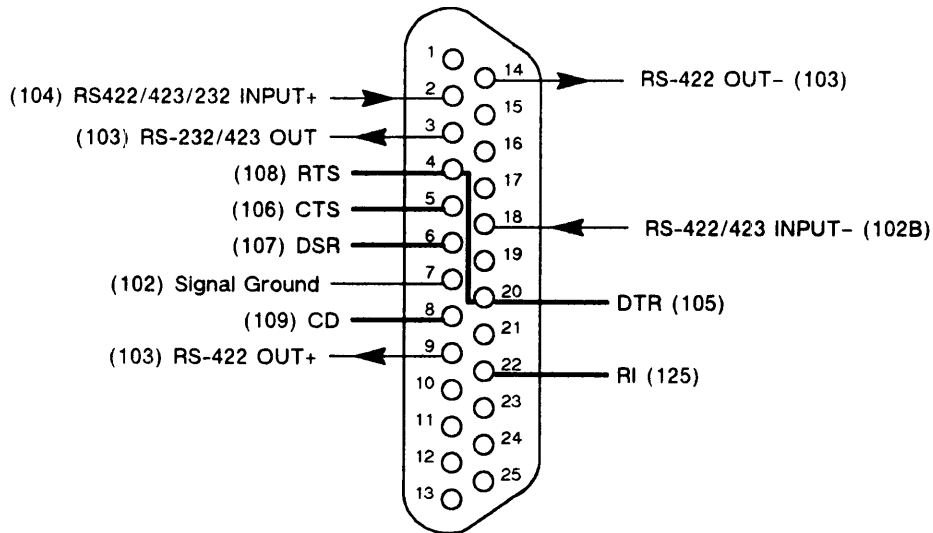 1
14 RS-422 OUT– (103)
(104) RS422/423/232 INPUT+ 2
15
(103) RS-232/423 OUT 3
16
(108) RTS 4
17
(106) CTS 5
18 RS-422/423 INPUT– (102B)
(107) DSR 6
19
(102) Signal Ground 7
20 DTR (105)
(109) CD 8
21
(103) RS-422 OUT+ 9
22 RI (125)
10
23
11
24
12
25
13